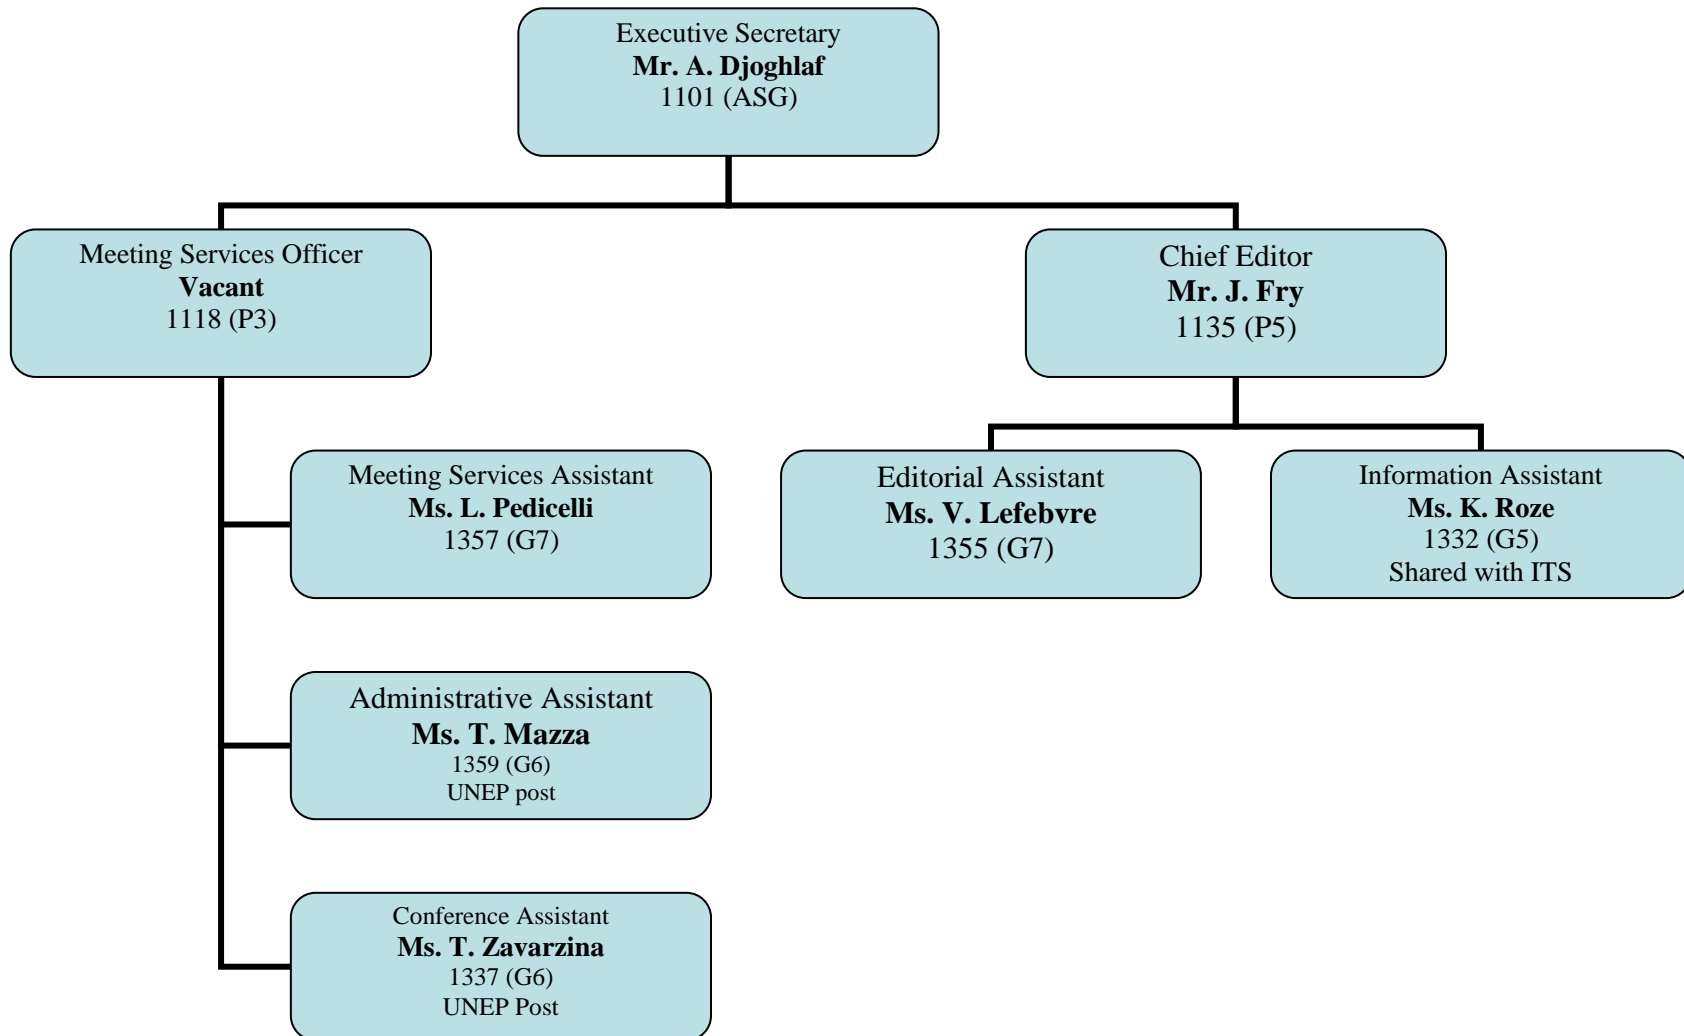 Executive Secretary
Mr. A. Djoghlaf
1101 (ASG)
Meeting Services Officer
Vacant
1118 (P3)
Chief Editor
Mr. J. Fry
1135 (P5)
Meeting Services Assistant
Ms. L. Pedicelli
1357 (G7)
Editorial Assistant
Ms. V. Lefebvre
1355 (G7)
Information Assistant
Ms. K. Roze
1332 (G5)
Shared with ITS
Administrative Assistant
Ms. T. Mazza
1359 (G6)
UNEP post
Conference Assistant
Ms. T. Zavarzina
1337 (G6)
UNEP Post